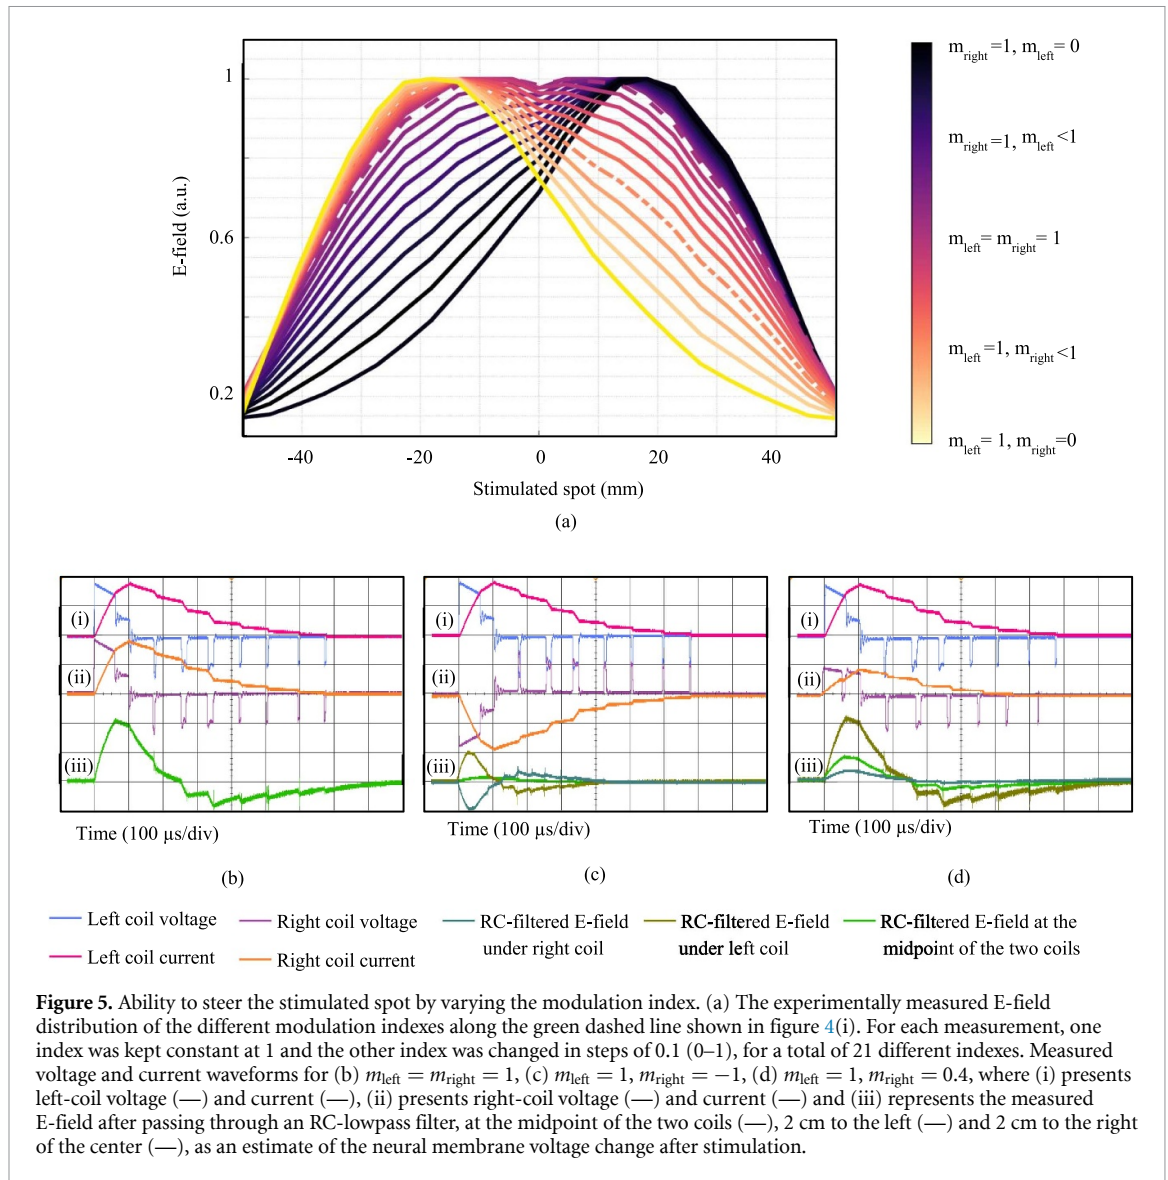 1
0.6
0.2
E-field (a.u.)
-40
-20
0
20
40
Stimulated spot (mm)
(a)
m_right =1, m_left = 0
m_right =1, m_left <1
m_left = m_right = 1
m_left =1, m_right <1
m_left = 1, m_right =0
(i)
(ii)
(iii)
Time (100 µs/div)
(b)
(i)
(ii)
(iii)
Time (100 µs/div)
(c)
(i)
(ii)
(iii)
Time (100 µs/div)
(d)
Left coil voltage
Left coil current
Right coil voltage
Right coil current
RC-filtered E-field
under right coil
RC-filtered E-field
under left coil
RC-filtered E-field at the
midpoint of the two coils
Figure 5. Ability to steer the stimulated spot by varying the modulation index. (a) The experimentally measured E-field
distribution of the different modulation indexes along the green dashed line shown in figure 4(i). For each measurement, one
index was kept constant at 1 and the other index was changed in steps of 0.1 (0–1), for a total of 21 different indexes. Measured
voltage and current waveforms for (b) m_left = m_right = 1, (c) m_left = 1, m_right = −1, (d) m_left = 1, m_right = 0.4, where (i) presents
left-coil voltage (—) and current (—), (ii) presents right-coil voltage (—) and current (—) and (iii) represents the measured
E-field after passing through an RC-lowpass filter, at the midpoint of the two coils (—), 2 cm to the left (—) and 2 cm to the right
of the center (—), as an estimate of the neural membrane voltage change after stimulation.